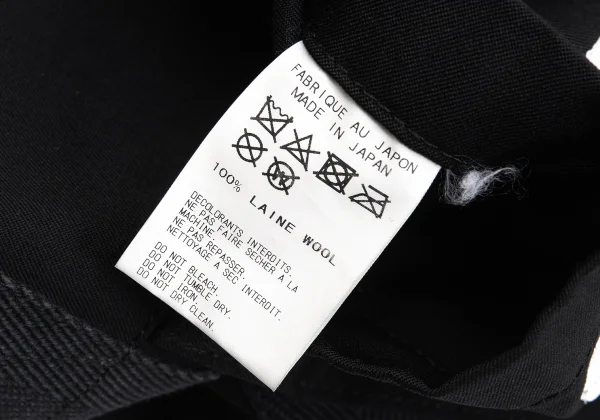 FABRIQUE AU JAPON
MADE IN JAPAN
100% LAINE WOOL
DECOLORANTS INTERDITS.
NE PAS FAIRE SECHER A LA
MACHINE
NE PAS REPASSER.
NETTOYAGE A SEC INTERDIT.
DO NOT BLEACH.
DO NOT TUMBLE DRY.
DO NOT IRON.
DO NOT DRY CLEAN.